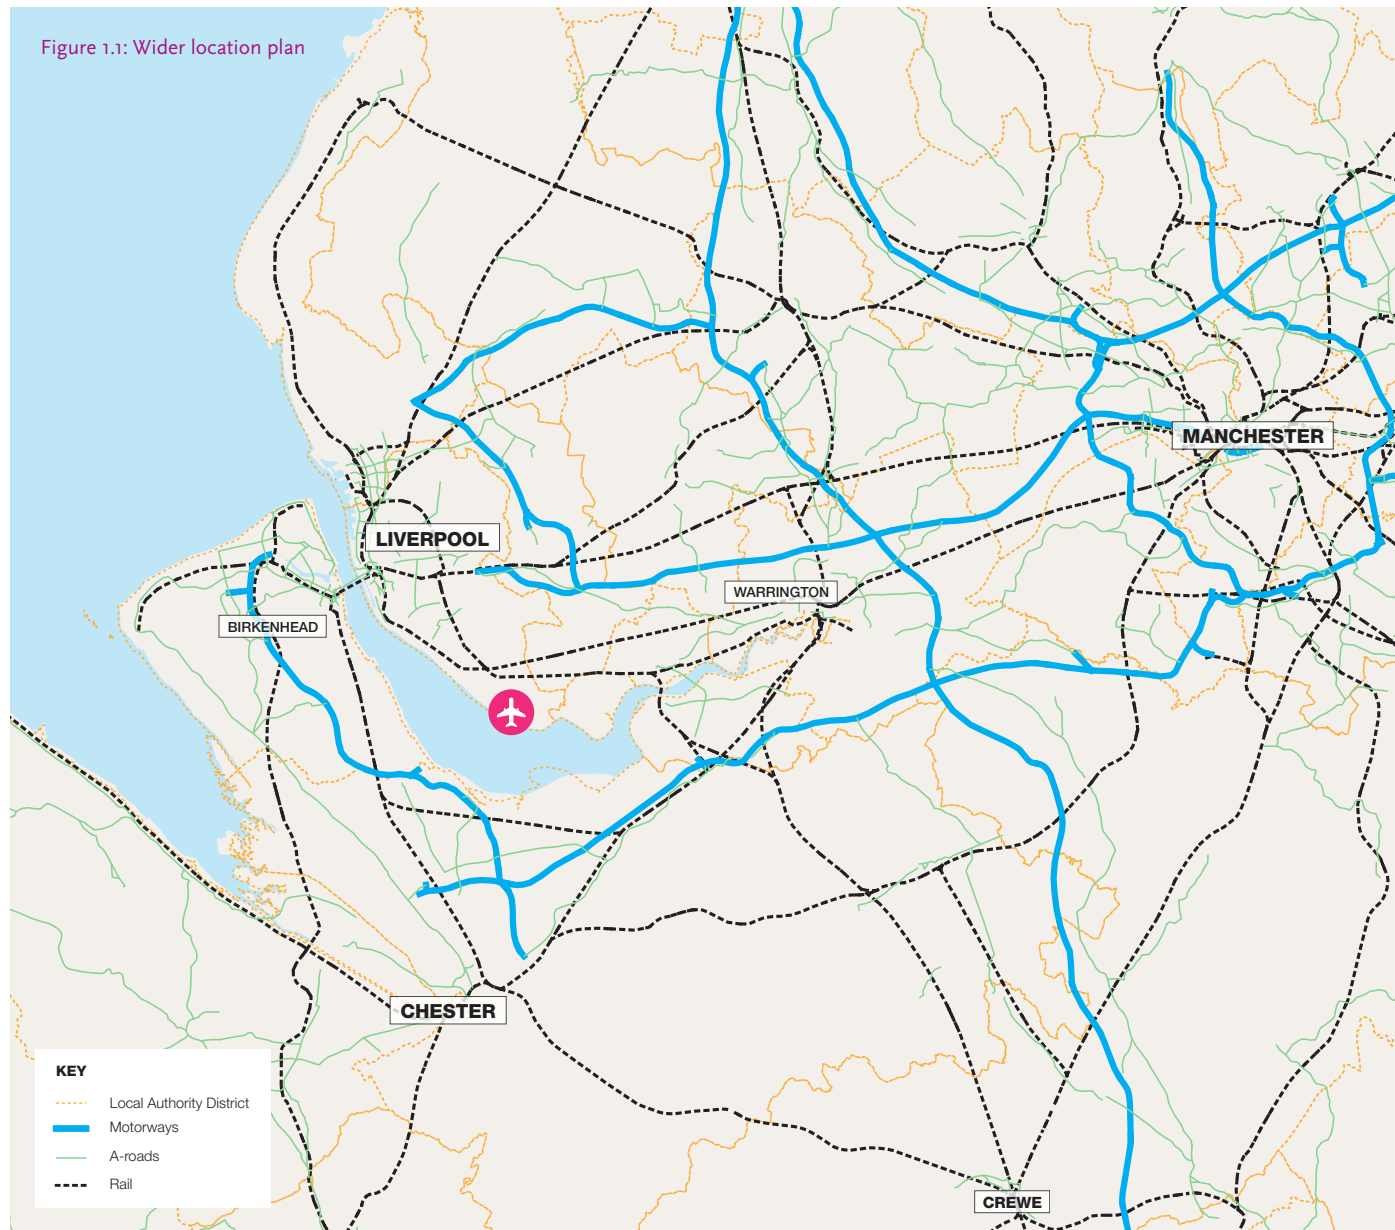 Figure 1.1: Wider location plan
MANCHESTER
LIVERPOOL
WARRINGTON
BIRKENHEAD
CHESTER
CREWE
KEY
Local Authority District
Motorways
A-roads
Rail